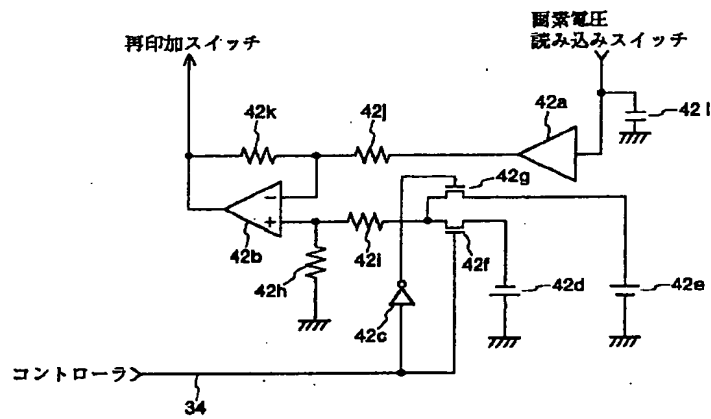 画素電圧
再印加スイッチ
読み込みスイッチ
42k
42j
42a
42l
42g
42b
42i
42f
42h
42d
42e
42c
コントローラ
34